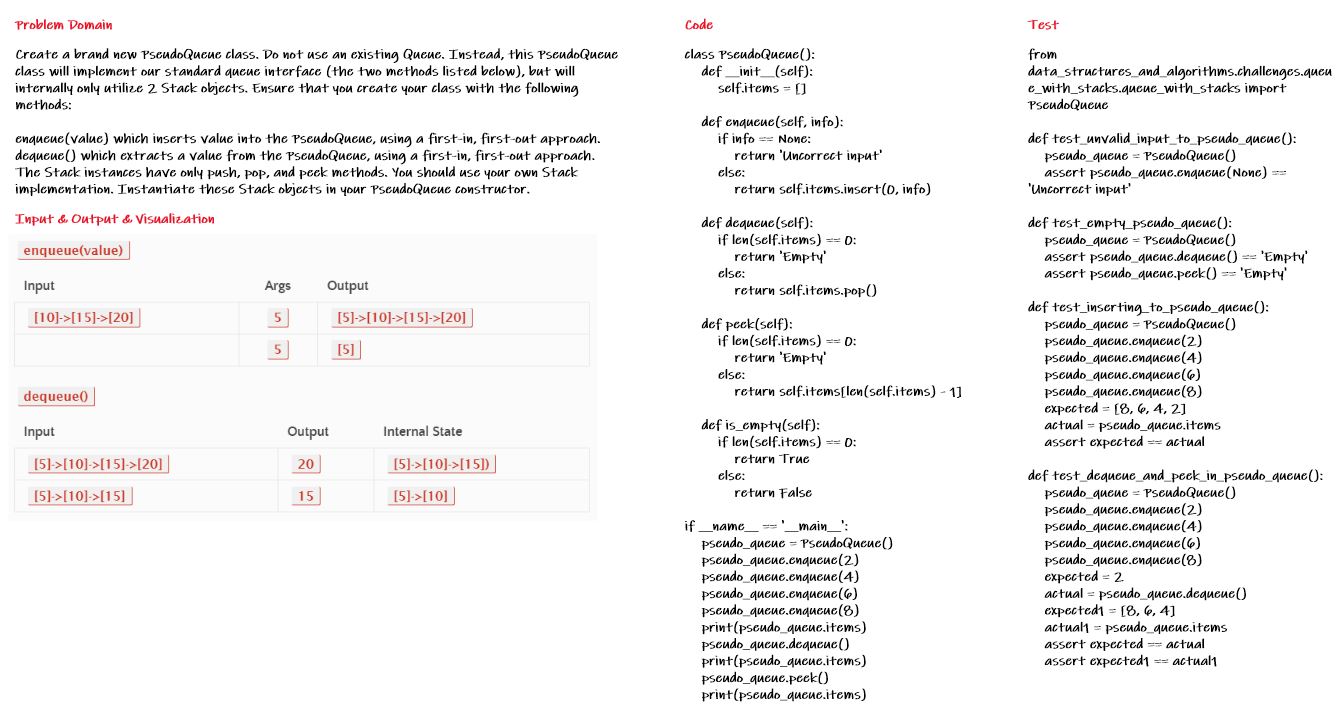 Problem Domain
Create a brand new PseudoQueue class. Do not use an existing Queue. Instead, this PseudoQueue
class will implement our standard queue interface (the two methods listed below), but will
internally only utilize 2 Stack objects. Ensure that you create your class with the following
methods:
enqueue(value) which inserts value into the PseudoQueue, using a first-in, first-out approach.
dequeue() which extracts a value from the PseudoQueue, using a first-in, first-out approach.
The Stack instances have only push, pop, and peek methods. You should use your own Stack
implementation. Instantiate these Stack objects in your PseudoQueue constructor.
Input & Output & Visualization
enqueue(value)
Input Args Output
[10]->[15]->[20] 5 [5]->[10]->[15]->[20]
5 [5]
dequeue()
Input Output Internal State
[5]->[10]->[15]->[20] 20 [5]->[10]->[15])
[5]->[10]->[15] 15 [5]->[10]
Code
class PseudoQueue():
    def __init__(self):
        self.items = []
    def enqueue(self, info):
        if info == None:
            return 'Uncorrect input'
        else:
            return self.items.insert(0, info)
    def dequeue(self):
        if len(self.items) == 0:
            return 'Empty'
        else:
            return self.items.pop()
    def peek(self):
        if len(self.items) == 0:
            return 'Empty'
        else:
            return self.items[len(self.items) - 1]
    def is_empty(self):
        if len(self.items) == 0:
            return True
        else:
            return False
if __name__ == '__main__':
    pseudo_queue = PseudoQueue()
    pseudo_queue.enqueue(2)
    pseudo_queue.enqueue(4)
    pseudo_queue.enqueue(6)
    pseudo_queue.enqueue(8)
    print(pseudo_queue.items)
    pseudo_queue.dequeue()
    print(pseudo_queue.items)
    pseudo_queue.peek()
    print(pseudo_queue.items)
Test
from
data_structures_and_algorithms.challenges.queu
e_with_stacks.queue_with_stacks import
PseudoQueue
def test_unvalid_input_to_pseudo_queue():
    pseudo_queue = PseudoQueue()
    assert pseudo_queue.enqueue(None) ==
'Uncorrect input'
def test_empty_pseudo_queue():
    pseudo_queue = PseudoQueue()
    assert pseudo_queue.dequeue() == 'Empty'
    assert pseudo_queue.peek() == 'Empty'
def test_inserting_to_pseudo_queue():
    pseudo_queue = PseudoQueue()
    pseudo_queue.enqueue(2)
    pseudo_queue.enqueue(4)
    pseudo_queue.enqueue(6)
    pseudo_queue.enqueue(8)
    expected = [8, 6, 4, 2]
    actual = pseudo_queue.items
    assert expected == actual
def test_dequeue_and_peek_in_pseudo_queue():
    pseudo_queue = PseudoQueue()
    pseudo_queue.enqueue(2)
    pseudo_queue.enqueue(4)
    pseudo_queue.enqueue(6)
    pseudo_queue.enqueue(8)
    expected = 2
    actual = pseudo_queue.dequeue()
    expected1 = [8, 6, 4]
    actual1 = pseudo_queue.items
    assert expected == actual
    assert expected1 == actual1